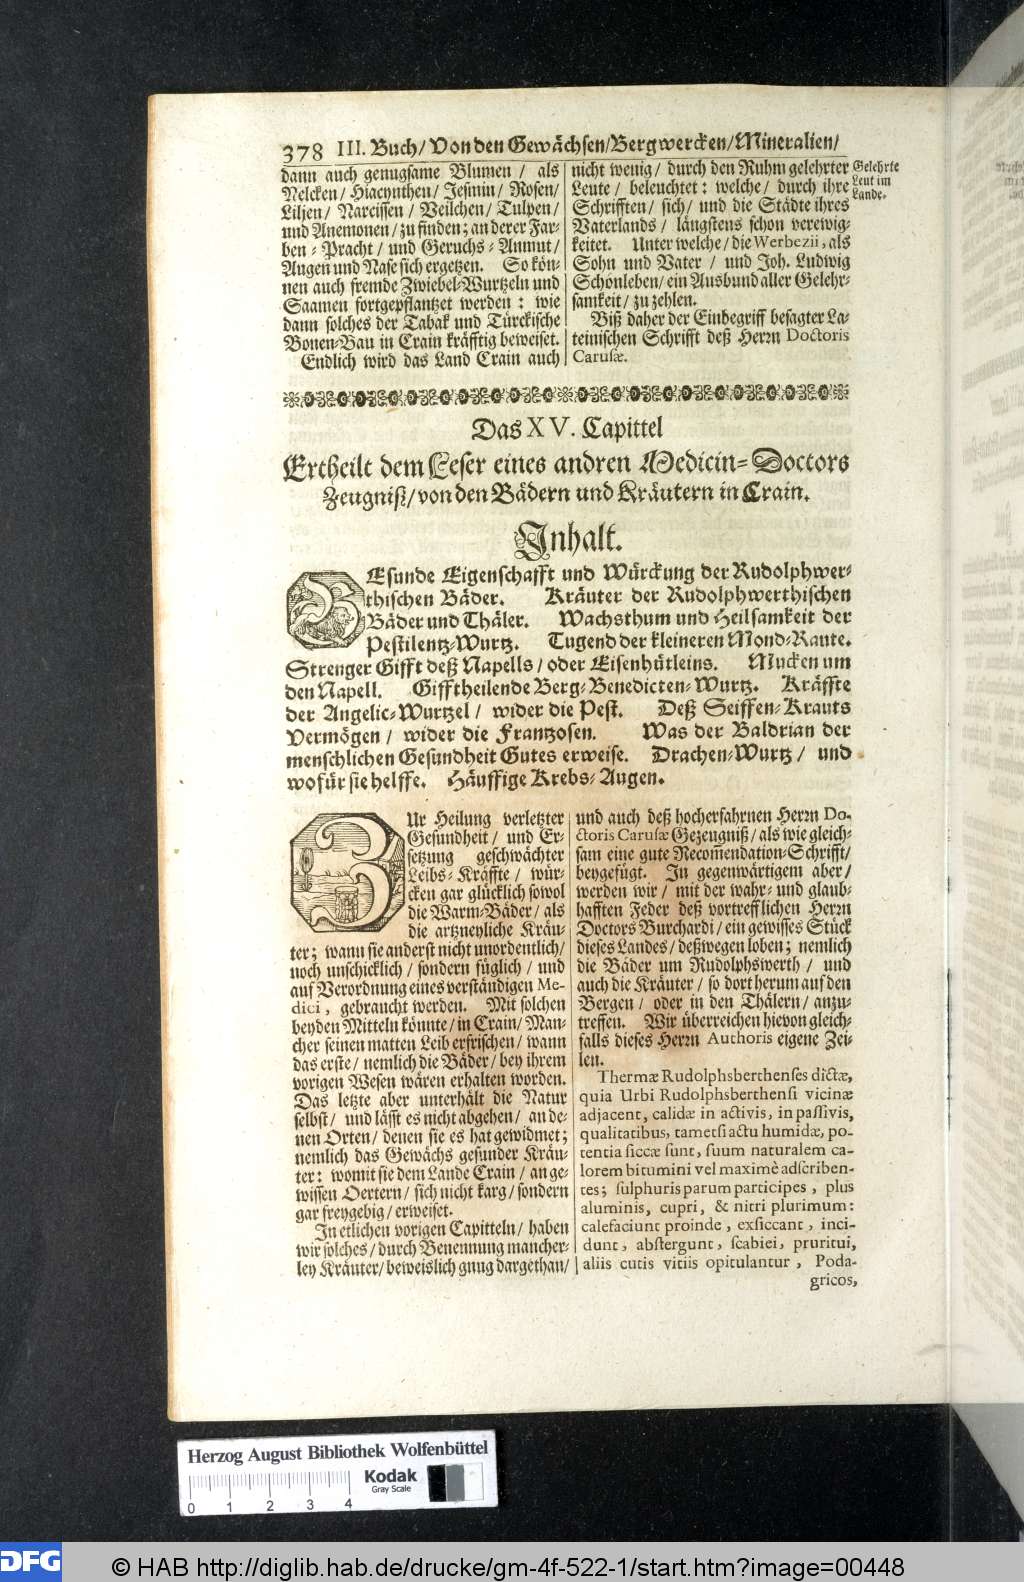 378 III. Buch/ Von den Gewächsen/ Bergwercken/ Mineralien/
dann auch genugsame Blumen / als
Nelcken/ Hiacynthen/ Jesmin/ Rosen/
Liljen/ Narcissen/ Veilchen/ Tulpen/
und Anemonen/ zu finden; an derer Far-
ben-Pracht/ und Geruchs-Anmut/
Augen und Nase sich ergetzen. So kön-
nen auch fremde Zwiebel-Wurtzeln und
Saamen fortgepflantzet werden: wie
dann solches der Tabak und Türckische
Bonen-Bau in Crain kräfftig beweiset.
Endlich wird das Land Crain auch
nicht wenig/ durch den Ruhm gelehrter
Leute/ beleuchtet: welche/ durch ihre
Schrifften/ sich/ und die Städte ihres
Vaterlands/ längstens schon verewig-
keitet. Unter welche/ die Werbezii, als
Sohn und Vater / und Joh. Ludwig
Schönleben/ ein Ausbund aller Gelehr-
samkeit/ zu zehlen.
Biß daher der Einbegriff besagter La-
teinischen Schrifft deß Herrn Doctoris
Carusæ.
Gelehrte
Leut im
Lande.
Das XV. Capittel
Ertheilt dem Leser eines andren Medicin-Doctors
Zeugniß/ von den Bädern und Kräutern in Crain.
Inhalt.
GEsunde Eigenschafft und Würckung der Rudolphwer-
thischen Bäder. Kräuter der Rudolphwerthischen
Bäder und Thäler. Wachsthum und Heilsamkeit der
Pestilentz-Wurtz. Tugend der kleineren Mond-Raute.
Strenger Gifft deß Napells/ oder Eisenhütleins. Mucken um
den Napell. Gifftheilende Berg-Benedicten-Wurtz. Kräffte
der Angelic-Wurtzel/ wider die Pest. Deß Seiffen-Krauts
Vermögen/ wider die Frantzosen. Was der Baldrian der
menschlichen Gesundheit Gutes erweise. Drachen-Wurtz/ und
wofür sie helffe. Häuffige Krebs-Augen.
ZUr Heilung verletzter
Gesundheit/ und Er-
setzung geschwächter
Leibs-Kräffte/ wür-
cken gar glücklich sowol
die Warm-Bäder/ als
die artzneyliche Kräu-
ter; wann sie anderst nicht unordentlich/
noch unschicklich/ sondern füglich/ und
auf Verordnung eines verständigen Me-
dici, gebraucht werden. Mit solchen
beyden Mitteln könnte/ in Crain/ Man-
cher seinen matten Leib erfrischen/ wann
das erste/ nemlich die Bäder/ bey ihrem
vorigen Wesen wären erhalten worden.
Das letzte aber unterhält die Natur
selbst/ und lässt es nicht abgehen/ an de-
nen Orten/ denen sie es hat gewidmet;
nemlich das Gewächs gesunder Kräu-
ter: womit sie dem Lande Crain/ an ge-
wissen Oertern/ sich nicht karg/ sondern
gar freygebig/ erweiset.
In etlichen vorigen Capitteln/ haben
wir solches/ durch Benennung mancher-
ley Kräuter/ beweislich gnug dargethan/
und auch deß hocherfahrnen Herrn Do-
ctoris Carusæ Gezeugniß/ als wie gleich-
sam eine gute Recom̄endation-Schrifft/
beygefügt. In gegenwärtigem aber/
werden wir/ mit der wahr- und glaub-
hafften Feder deß vortrefflichen Herrn
Doctors Burchardi/ ein gewisses Stück
dieses Landes/ deßwegen loben; nemlich
die Bäder um Rudolphswerth/ und
auch die Kräuter/ so dort herum auf den
Bergen/ oder in den Thälern/ anzu-
treffen. Wir überreichen hievon gleich-
falls dieses Herrn Authoris eigene Zei-
len.
Thermæ Rudolphsberthenses dictæ,
quia Urbi Rudolphsberthensi vicinæ
adjacent, calidæ in activis, in passivis,
qualitatibus, tametsi actu humidæ, po-
tentia siccæ sunt, suum naturalem ca-
lorem bitumini vel maximè adscriben-
tes; sulphuris parum participes, plus
aluminis, cupri, & nitri plurimum:
calefaciunt proinde, exsiccant, inci-
dunt, abstergunt, scabiei, pruritui,
aliis cutis vitiis opitulantur, Poda-
gricos,
Herzog August Bibliothek Wolfenbüttel
0 1 2 3 4
Kodak
Gray Scale
DFG
© HAB http://diglib.hab.de/drucke/gm-4f-522-1/start.htm?image=00448